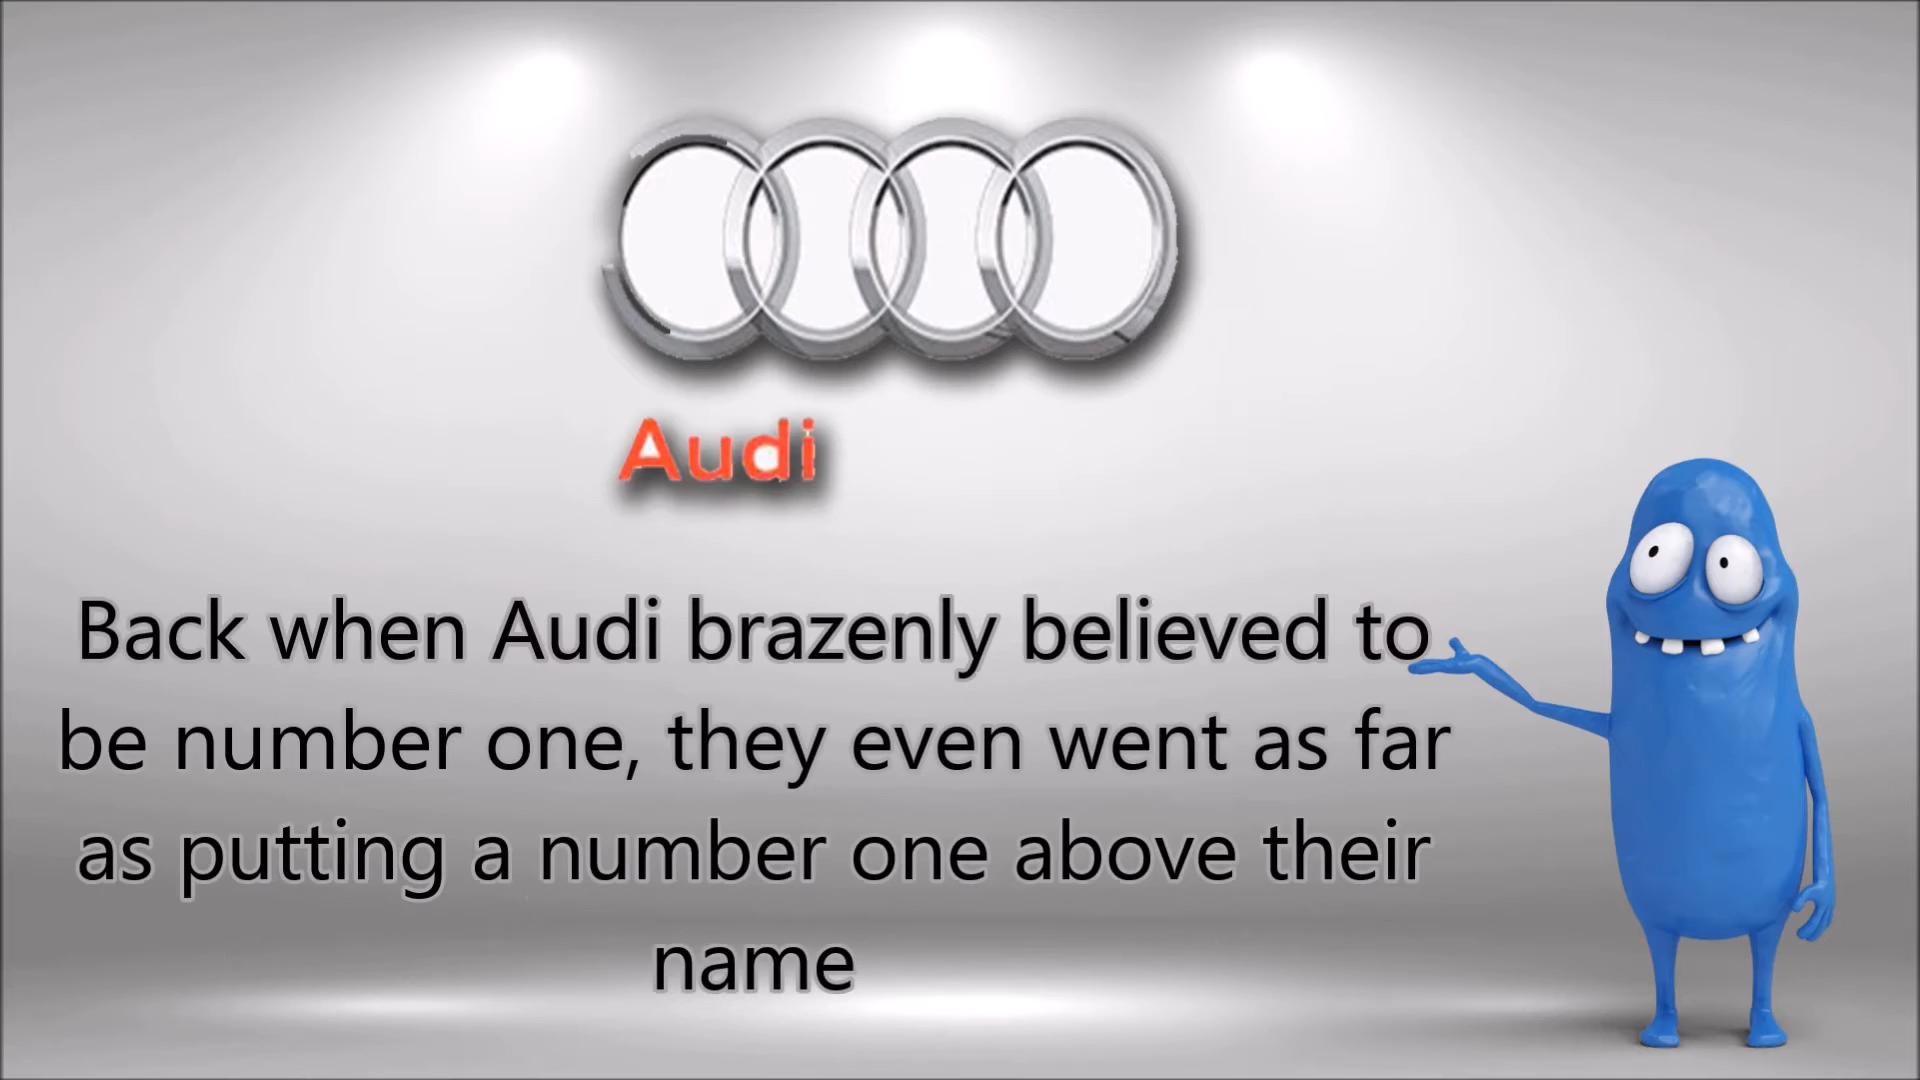 Audi
Back when Audi brazenly believed to
be number one, they even went as far
as putting a number one above their
name